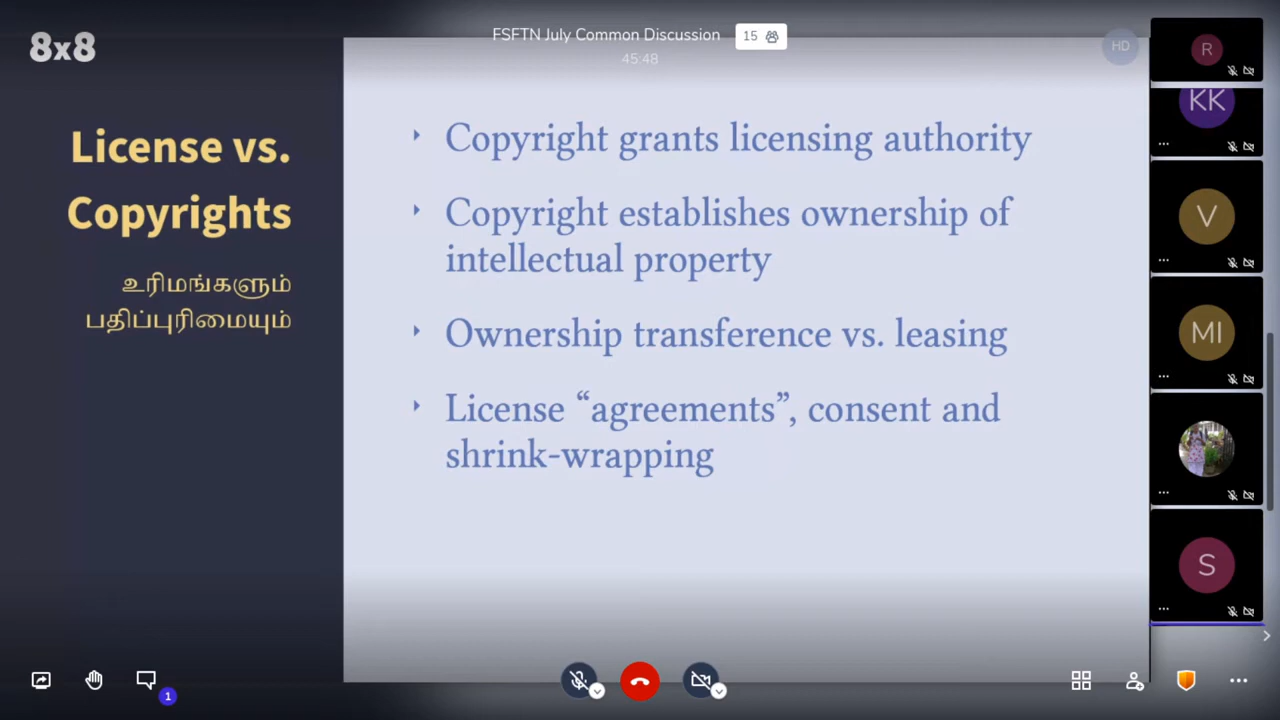 8x8
FSFTN July Common Discussion
15
45:48
HD
License vs.
Copyrights
உரிமங்களும்
பதிப்புரிமையும்
‣ Copyright grants licensing authority
‣ Copyright establishes ownership of
intellectual property
‣ Ownership transference vs. leasing
‣ License “agreements”, consent and
shrink-wrapping
R
KK
V
MI
S
1